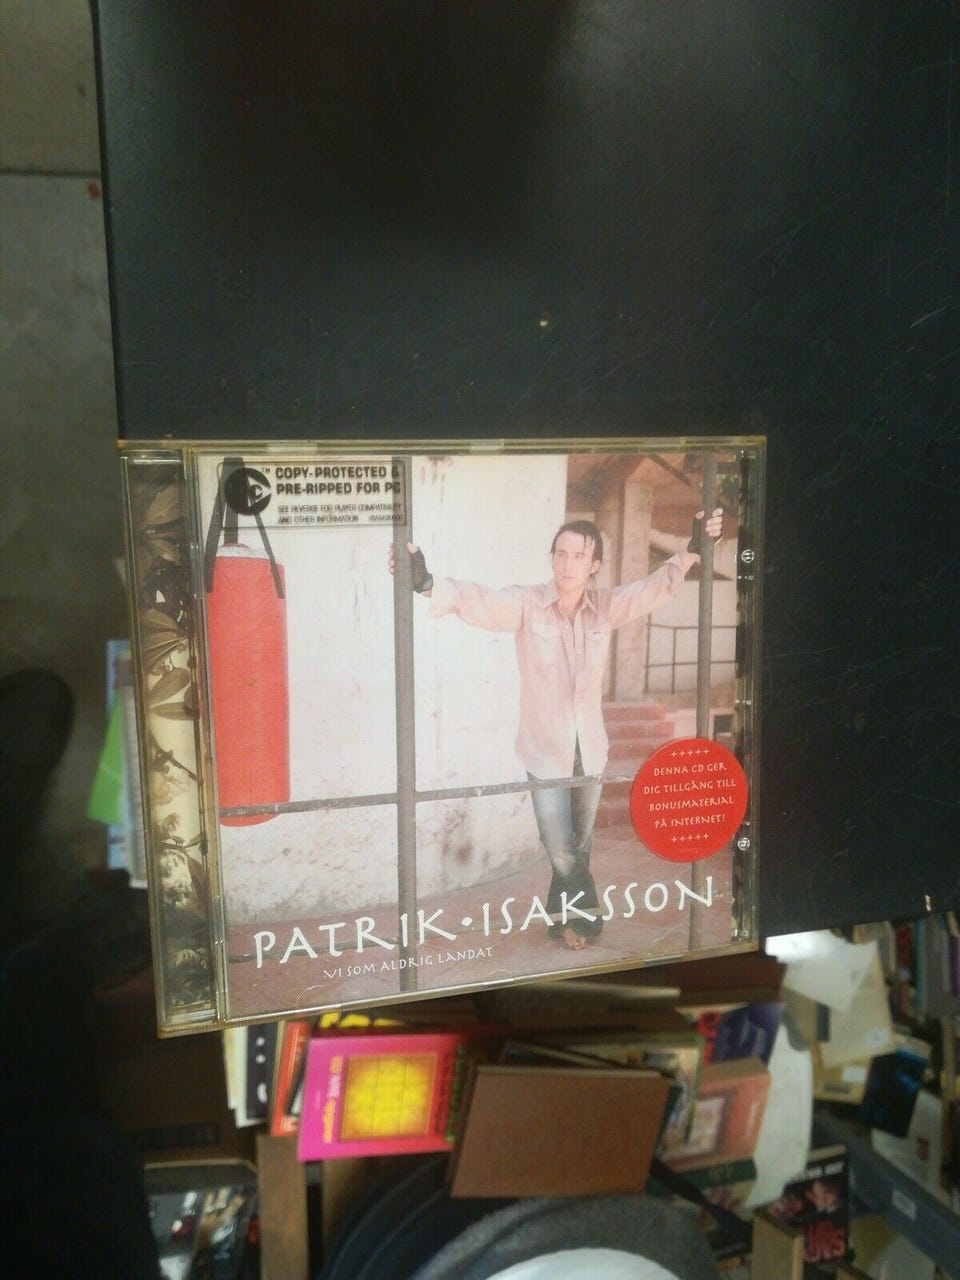 COPY-PROTECTED &
PRE-RIPPED FOR PC
SEE REVERSE FOR PLAYER COMPATIBILITY
AND OTHER INFORMATION
+++++
DENNA CD GER
DIG TILLGÅNG TILL
BONUSMATERIAL
PÅ INTERNET!
+++++
PATRIK • ISAKSSON
VI SOM ALDRIG LANDAT